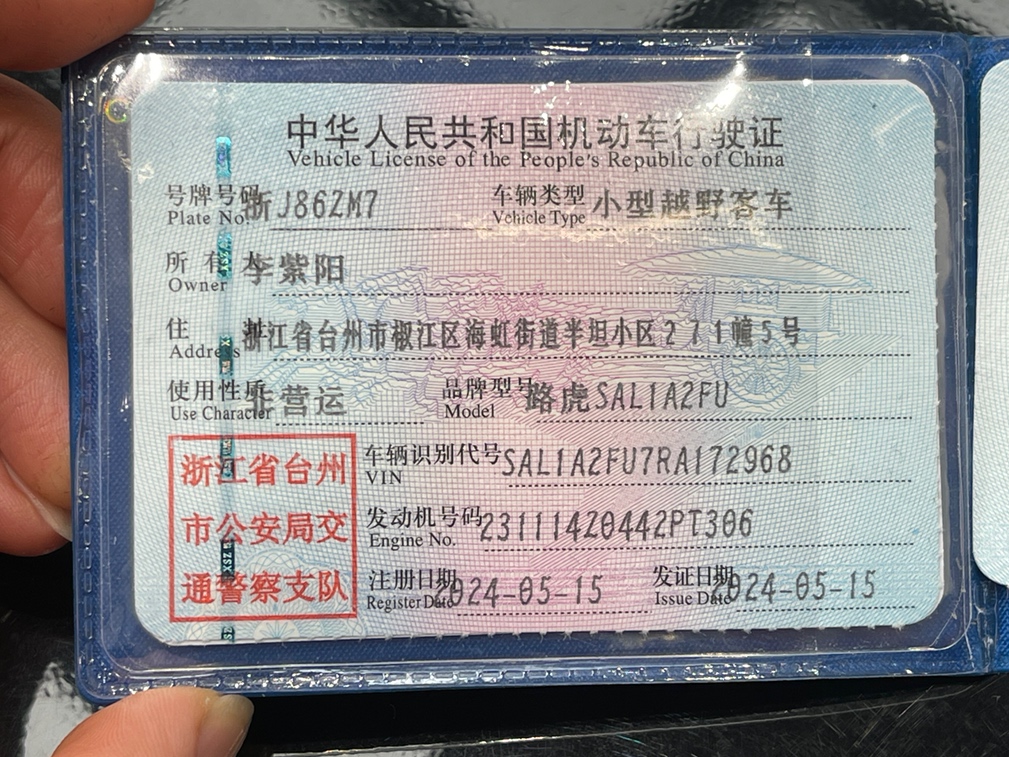 中华人民共和国机动车行驶证
Vehicle License of the People's Republic of China
号牌号码 浙J86ZM7 车辆类型 小型越野客车
Plate No. Vehicle Type
所有人 李紫阳
Owner
住 浙江省台州市椒江区海虹街道半坦小区271幢5号
Address
使用性质 非营运 品牌型号 路虎SAL1A2FU
Use Character Model
浙江省台州
市公安局交
通警察支队
车辆识别代号 SAL1A2FU7RA172968
VIN
发动机号码 231114Z0442PT306
Engine No.
注册日期 2024-05-15 发证日期 2024-05-15
Register Date Issue Date